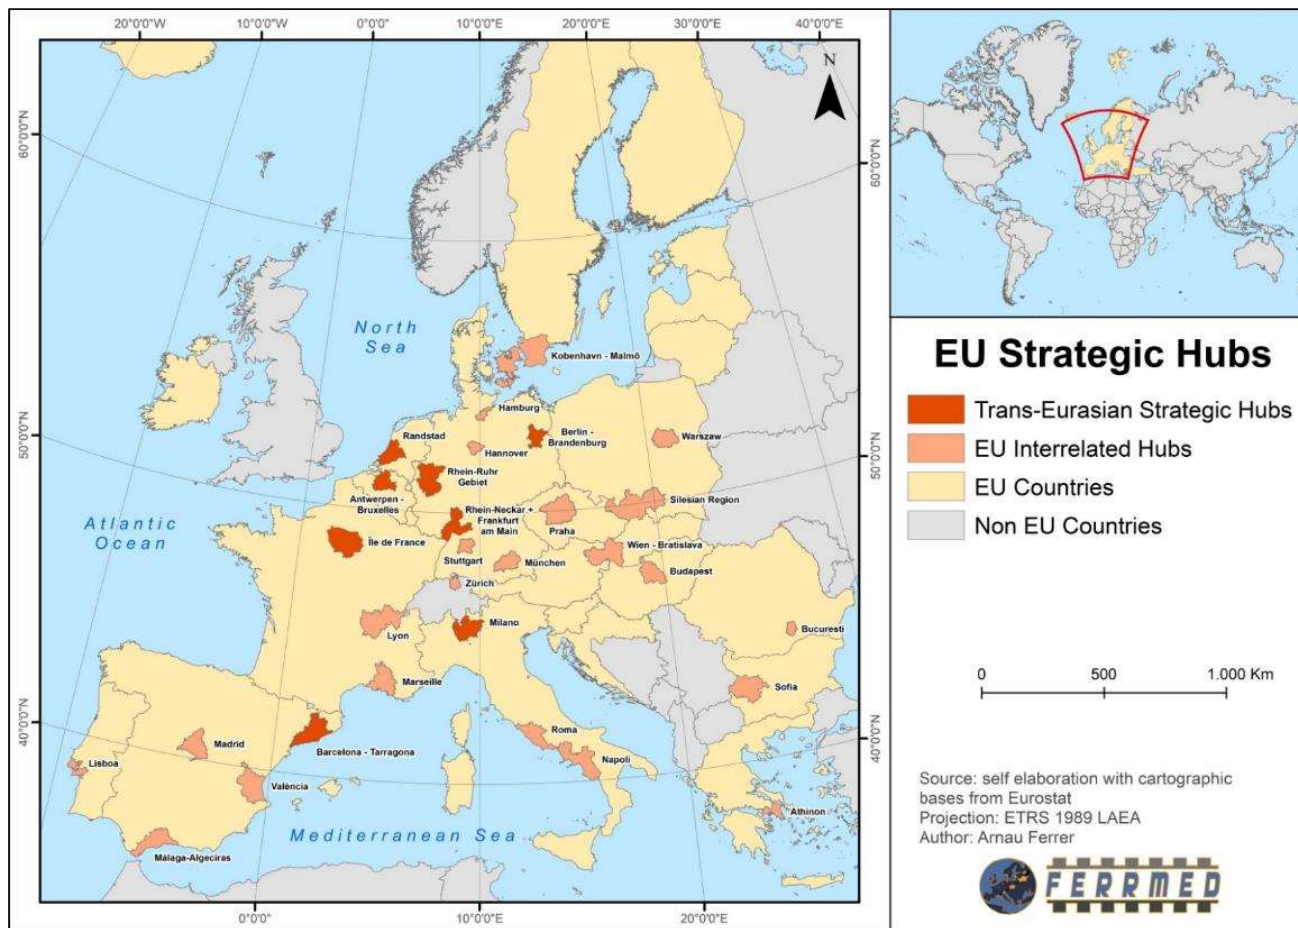 20°0'0"W
10°0'0"W
0°0'0"
10°0'0"E
20°0'0"E
30°0'0"E
40°0'0"E
N
60°0'0"N
60°0'0"N
North
Sea
Kobenhavn - Malmö
Hamburg
Randstad
Berlin -
Brandenburg
Warszaw
Hannover
50°0'0"N
50°0'0"N
Rhein-Ruhr
Gebiet
Antwerpen -
Bruxelles
Rhein-Neckar +
Frankfurt
am Main
Silesian Region
Praha
Atlantic
Ocean
Île de France
Stuttgart
München
Wien - Bratislava
Budapest
Zürich
Milano
Lyon
Bucuresti
Marseille
Sofia
40°0'0"N
40°0'0"N
Roma
Madrid
Barcelona - Tarragona
Napoli
Lisboa
València
Athinon
Mediterranean Sea
Málaga-Algeciras
0°0'0"
10°0'0"E
20°0'0"E
EU Strategic Hubs
Trans-Eurasian Strategic Hubs
EU Interrelated Hubs
EU Countries
Non EU Countries
0
500
1.000 Km
Source: self elaboration with cartographic
bases from Eurostat
Projection: ETRS 1989 LAEA
Author: Arnau Ferrer
FERRMED